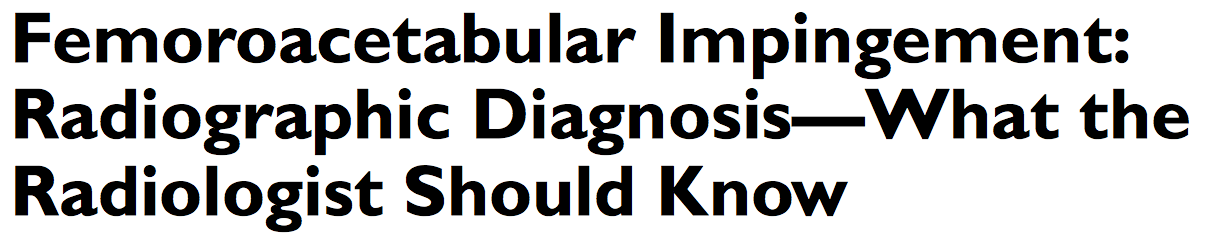 Femoroacetabular Impingement:
Radiographic Diagnosis—What the
Radiologist Should Know